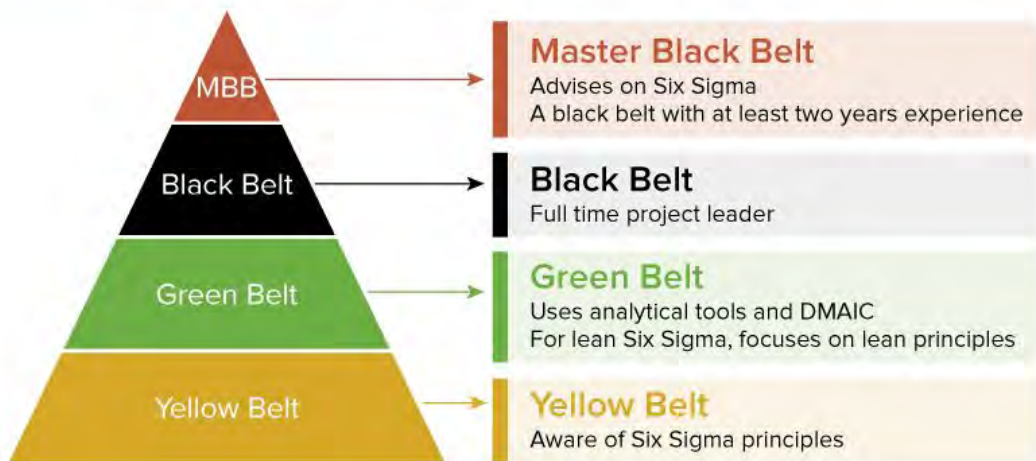 MBB
Master Black Belt
Advises on Six Sigma
A black belt with at least two years experience
Black Belt
Black Belt
Full time project leader
Green Belt
Green Belt
Uses analytical tools and DMAIC
For lean Six Sigma, focuses on lean principles
Yellow Belt
Yellow Belt
Aware of Six Sigma principles